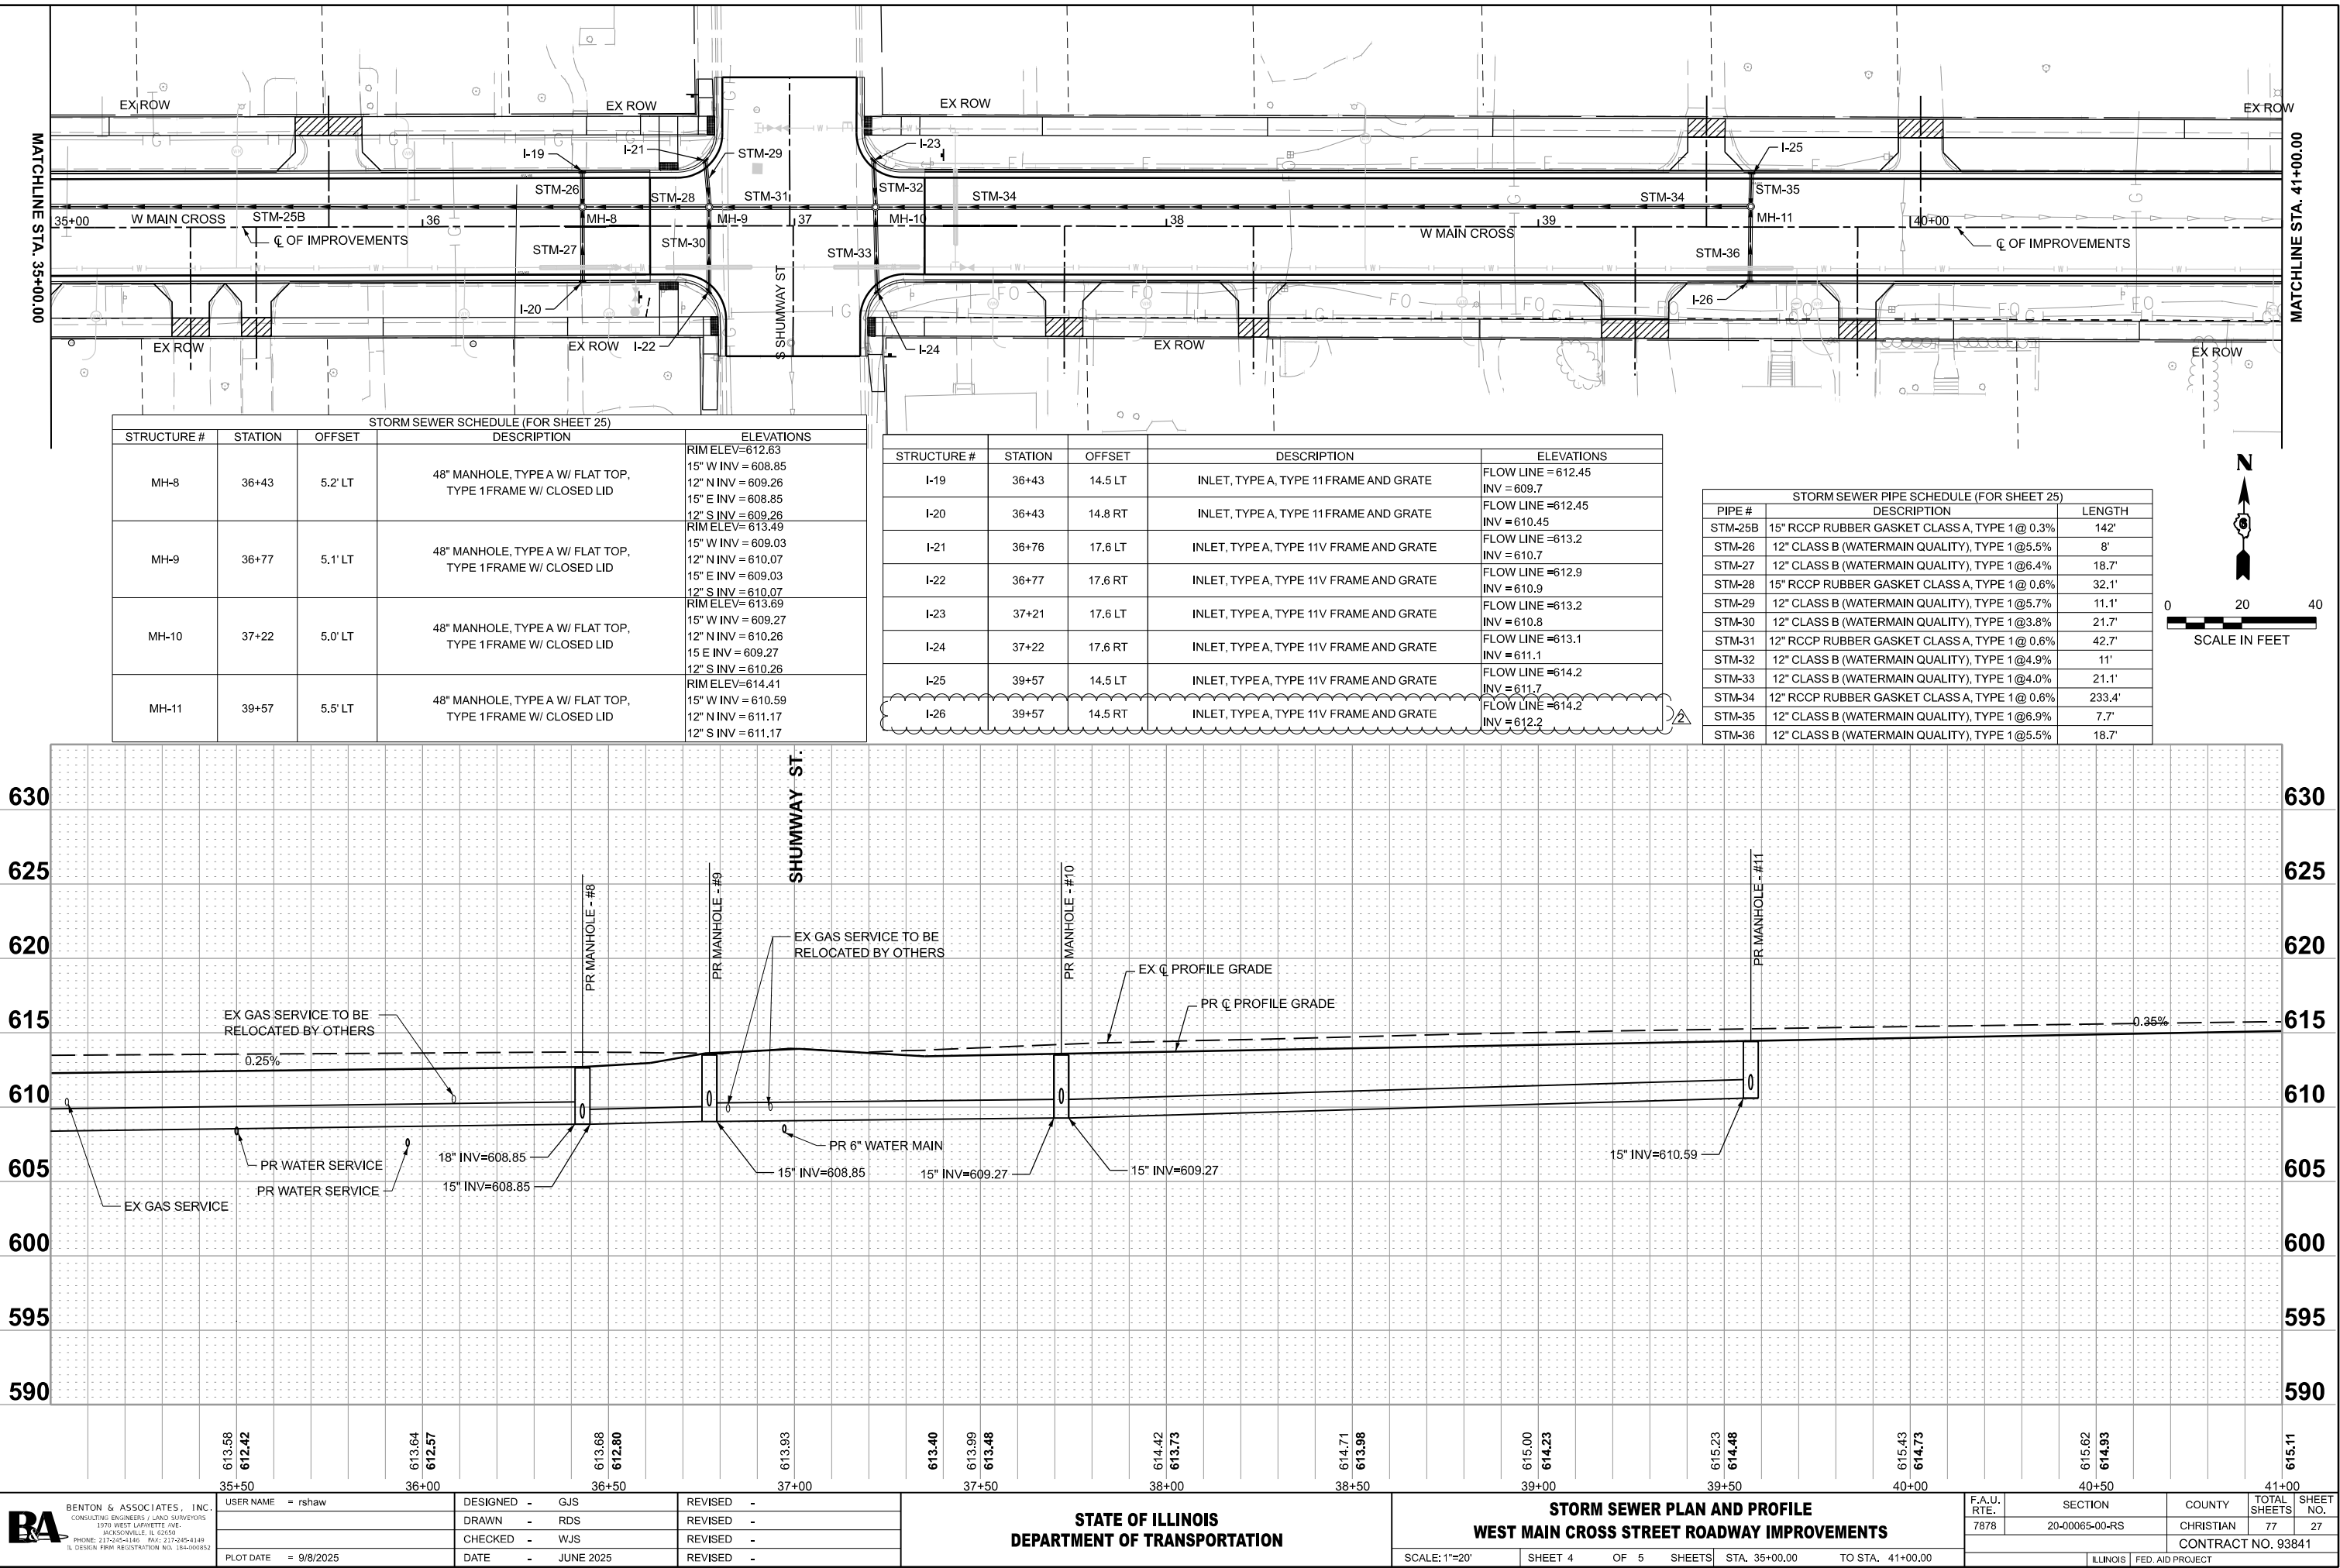 EX ROW
EX ROW
EX ROW
EX ROW
MATCHLINE STA. 35+00.00
MATCHLINE STA. 41+00.00
I-19
I-21
STM-29
I-23
I-25
STM-26
STM-28
STM-31
STM-32
STM-34
STM-34
STM-35
35+00
W MAIN CROSS
STM-25B
36
MH-8
MH-9
37
MH-10
38
39
MH-11
40+00
℄ OF IMPROVEMENTS
STM-27
STM-30
STM-33
W MAIN CROSS
STM-36
℄ OF IMPROVEMENTS
I-20
I-26
S SHUMWAY ST
EX ROW
EX ROW
I-22
I-24
EX ROW
EX ROW
STORM SEWER SCHEDULE (FOR SHEET 25)
STRUCTURE # STATION OFFSET DESCRIPTION ELEVATIONS
MH-8 36+43 5.2' LT 48" MANHOLE, TYPE A W/ FLAT TOP, TYPE 1 FRAME W/ CLOSED LID
RIM ELEV=612.63
15" W INV = 608.85
12" N INV = 609.26
15" E INV = 608.85
12" S INV = 609.26
MH-9 36+77 5.1' LT 48" MANHOLE, TYPE A W/ FLAT TOP, TYPE 1 FRAME W/ CLOSED LID
RIM ELEV= 613.49
15" W INV = 609.03
12" N INV = 610.07
15" E INV = 609.03
12" S INV = 610.07
MH-10 37+22 5.0' LT 48" MANHOLE, TYPE A W/ FLAT TOP, TYPE 1 FRAME W/ CLOSED LID
RIM ELEV= 613.69
15" W INV = 609.27
12" N INV = 610.26
15 E INV = 609.27
12" S INV = 610.26
MH-11 39+57 5.5' LT 48" MANHOLE, TYPE A W/ FLAT TOP, TYPE 1 FRAME W/ CLOSED LID
RIM ELEV=614.41
15" W INV = 610.59
12" N INV = 611.17
12" S INV = 611.17
STRUCTURE # STATION OFFSET DESCRIPTION ELEVATIONS
I-19 36+43 14.5 LT INLET, TYPE A, TYPE 11 FRAME AND GRATE FLOW LINE = 612.45
INV = 609.7
I-20 36+43 14.8 RT INLET, TYPE A, TYPE 11 FRAME AND GRATE FLOW LINE =612.45
INV = 610.45
I-21 36+76 17.6 LT INLET, TYPE A, TYPE 11V FRAME AND GRATE FLOW LINE =613.2
INV = 610.7
I-22 36+77 17.6 RT INLET, TYPE A, TYPE 11V FRAME AND GRATE FLOW LINE =612.9
INV = 610.9
I-23 37+21 17.6 LT INLET, TYPE A, TYPE 11V FRAME AND GRATE FLOW LINE =613.2
INV = 610.8
I-24 37+22 17.6 RT INLET, TYPE A, TYPE 11V FRAME AND GRATE FLOW LINE =613.1
INV = 611.1
I-25 39+57 14.5 LT INLET, TYPE A, TYPE 11V FRAME AND GRATE FLOW LINE =614.2
INV = 611.7
I-26 39+57 14.5 RT INLET, TYPE A, TYPE 11V FRAME AND GRATE FLOW LINE =614.2
INV = 612.2
2
STORM SEWER PIPE SCHEDULE (FOR SHEET 25)
PIPE # DESCRIPTION LENGTH
STM-25B 15" RCCP RUBBER GASKET CLASS A, TYPE 1 @ 0.3% 142'
STM-26 12" CLASS B (WATERMAIN QUALITY), TYPE 1 @5.5% 8'
STM-27 12" CLASS B (WATERMAIN QUALITY), TYPE 1 @6.4% 18.7'
STM-28 15" RCCP RUBBER GASKET CLASS A, TYPE 1 @ 0.6% 32.1'
STM-29 12" CLASS B (WATERMAIN QUALITY), TYPE 1 @5.7% 11.1'
STM-30 12" CLASS B (WATERMAIN QUALITY), TYPE 1 @3.8% 21.7'
STM-31 12" RCCP RUBBER GASKET CLASS A, TYPE 1 @ 0.6% 42.7'
STM-32 12" CLASS B (WATERMAIN QUALITY), TYPE 1 @4.9% 11'
STM-33 12" CLASS B (WATERMAIN QUALITY), TYPE 1 @4.0% 21.1'
STM-34 12" RCCP RUBBER GASKET CLASS A, TYPE 1 @ 0.6% 233.4'
STM-35 12" CLASS B (WATERMAIN QUALITY), TYPE 1 @6.9% 7.7'
STM-36 12" CLASS B (WATERMAIN QUALITY), TYPE 1 @5.5% 18.7'
N
0 20 40
SCALE IN FEET
630 630
625 625
620 620
615 615
610 610
605 605
600 600
595 595
590 590
SHUMWAY ST.
PR MANHOLE - #8
PR MANHOLE - #9
PR MANHOLE - #10
PR MANHOLE - #11
EX GAS SERVICE TO BE
RELOCATED BY OTHERS
EX ℄ PROFILE GRADE
PR ℄ PROFILE GRADE
EX GAS SERVICE TO BE
RELOCATED BY OTHERS
0.25%
0.35%
PR 6" WATER MAIN
18" INV=608.85
15" INV=608.85
15" INV=608.85
15" INV=609.27
15" INV=609.27
15" INV=610.59
PR WATER SERVICE
PR WATER SERVICE
EX GAS SERVICE
613.58 612.42
613.64 612.57
613.68 612.80
613.93
613.40
613.99 613.48
614.42 613.73
614.71 613.98
615.00 614.23
615.23 614.48
615.43 614.73
615.62 614.93
615.11
35+50 36+00 36+50 37+00 37+50 38+00 38+50 39+00 39+50 40+00 40+50 41+00
B&A
BENTON & ASSOCIATES, INC.
CONSULTING ENGINEERS / LAND SURVEYORS
1970 WEST LAFAYETTE AVE.
JACKSONVILLE, IL 62650
PHONE: 217-245-4146 FAX: 217-245-4149
IL DESIGN FIRM REGISTRATION NO. 184-000852
USER NAME = rshaw
PLOT DATE = 9/8/2025
DESIGNED - GJS
DRAWN - RDS
CHECKED - WJS
DATE - JUNE 2025
REVISED -
REVISED -
REVISED -
REVISED -
STATE OF ILLINOIS
DEPARTMENT OF TRANSPORTATION
STORM SEWER PLAN AND PROFILE
WEST MAIN CROSS STREET ROADWAY IMPROVEMENTS
SCALE: 1"=20' SHEET 4 OF 5 SHEETS STA. 35+00.00 TO STA. 41+00.00
F.A.U. RTE. SECTION COUNTY TOTAL SHEETS SHEET NO.
7878 20-00065-00-RS CHRISTIAN 77 27
CONTRACT NO. 93841
ILLINOIS FED. AID PROJECT